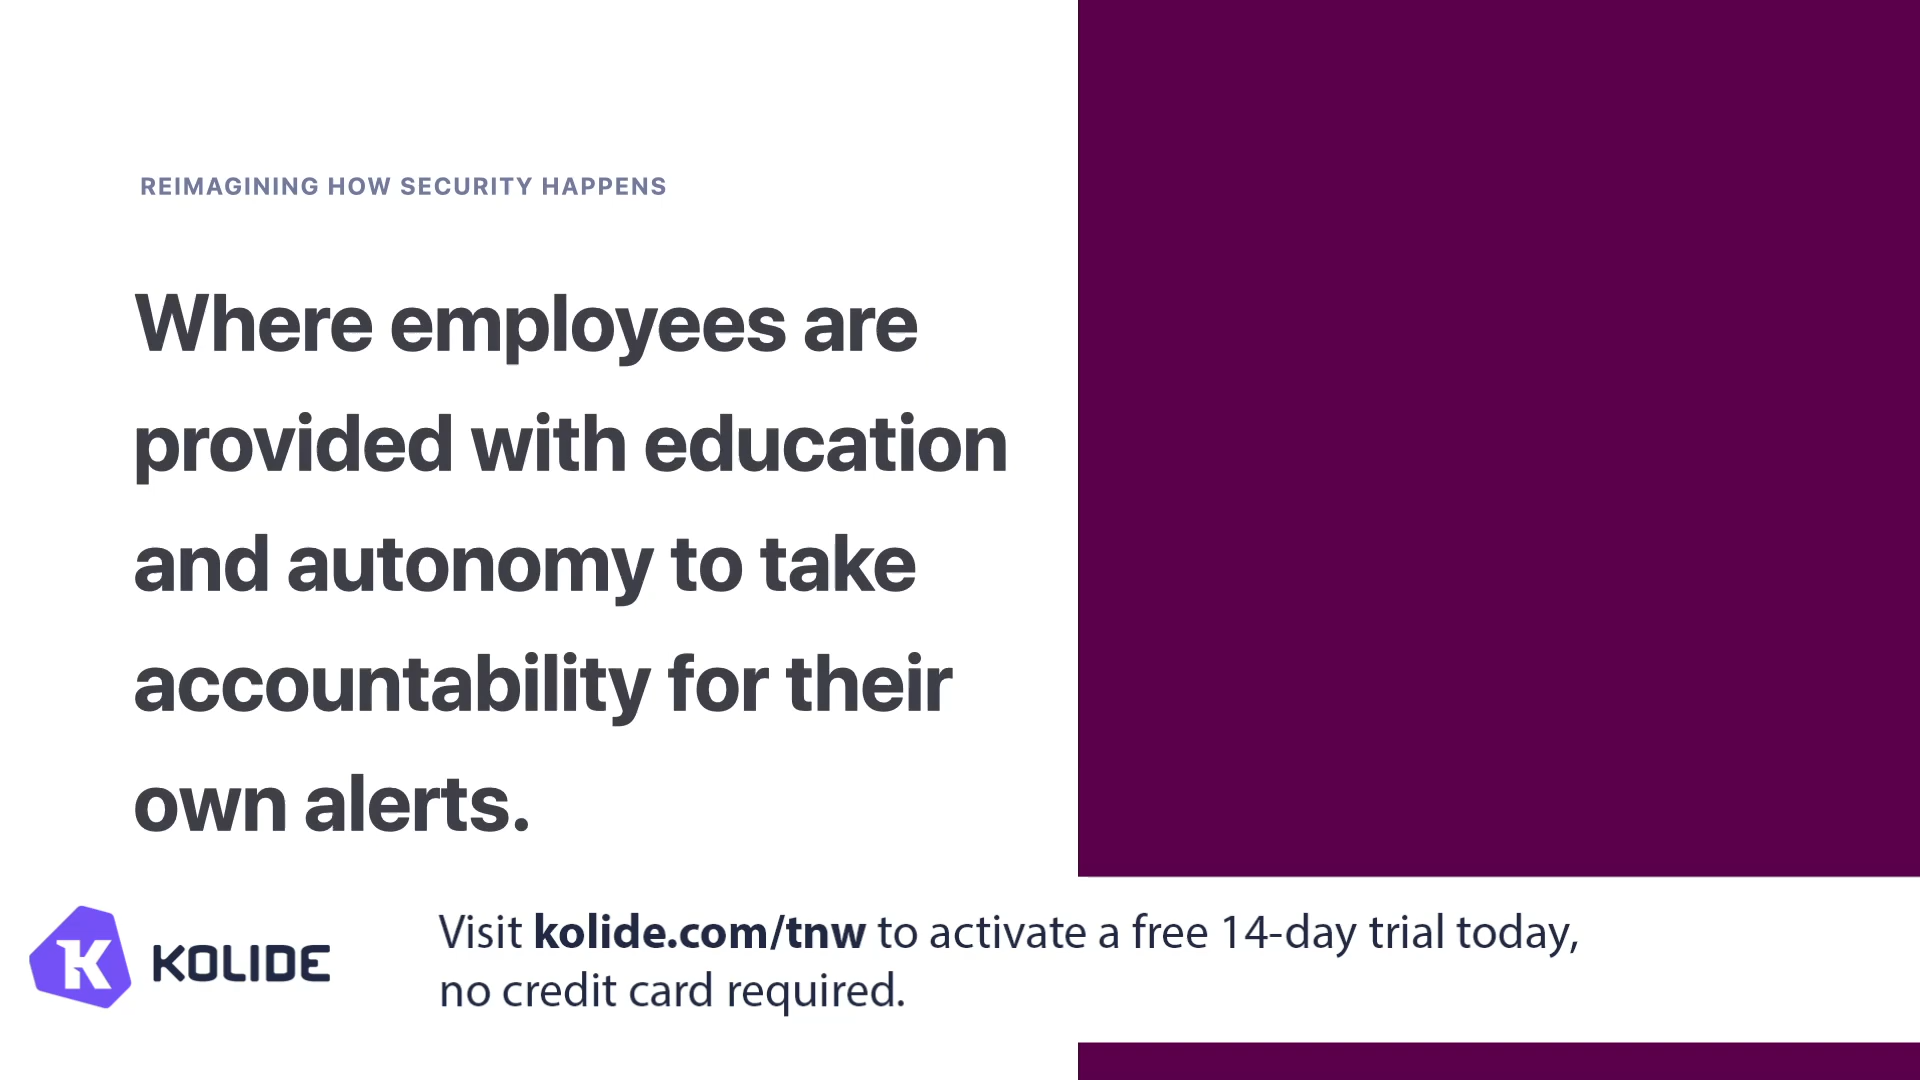 REIMAGINING HOW SECURITY HAPPENS
Where employees are
provided with education
and autonomy to take
accountability for their
own alerts.
K KOLIDE
Visit kolide.com/tnw to activate a free 14-day trial today,
no credit card required.